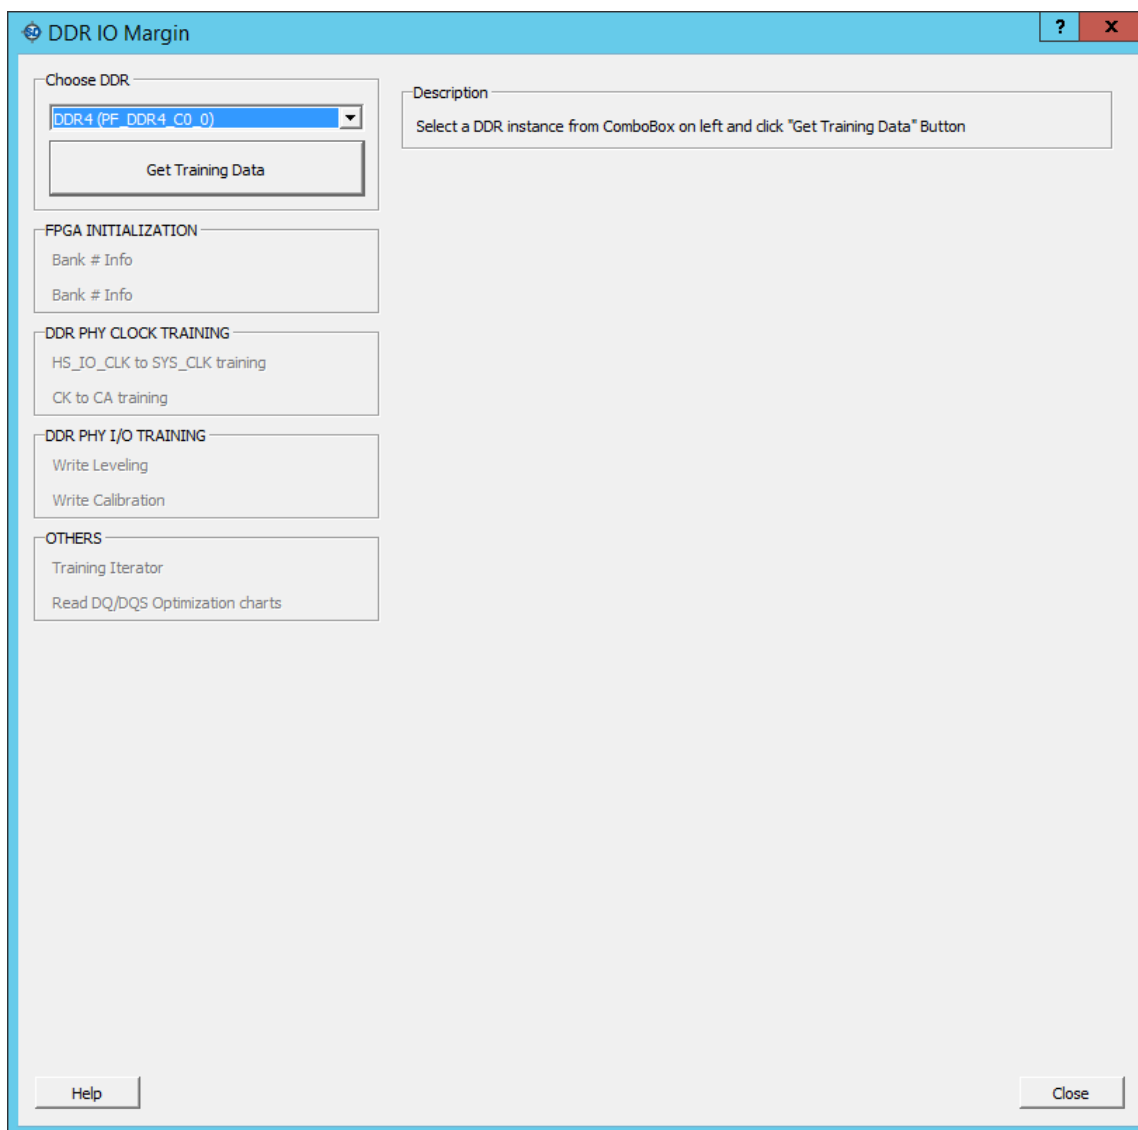 DDR IO Margin
? x
Choose DDR
DDR4 (PF_DDR4_C0_0)
Get Training Data
Description
Select a DDR instance from ComboBox on left and click "Get Training Data" Button
FPGA INITIALIZATION
Bank # Info
Bank # Info
DDR PHY CLOCK TRAINING
HS_IO_CLK to SYS_CLK training
CK to CA training
DDR PHY I/O TRAINING
Write Leveling
Write Calibration
OTHERS
Training Iterator
Read DQ/DQS Optimization charts
Help
Close